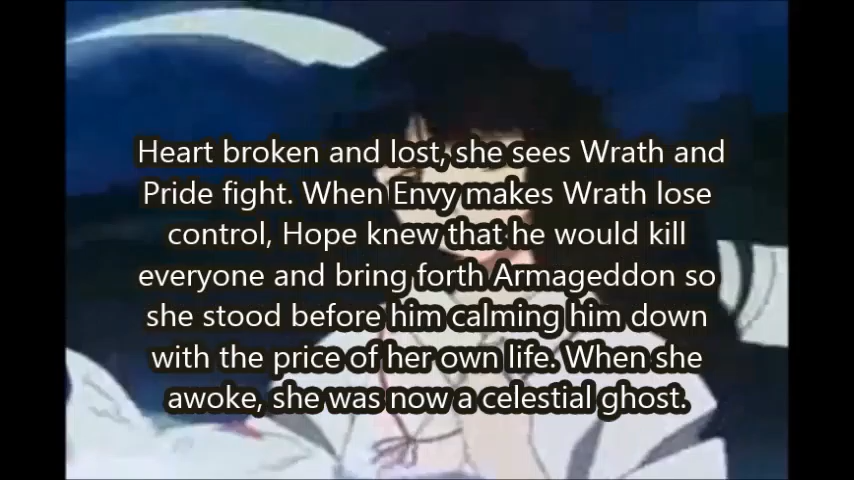 Heart broken and lost, she sees Wrath and
Pride fight. When Envy makes Wrath lose
control, Hope knew that he would kill
everyone and bring forth Armageddon so
she stood before him calming him down
with the price of her own life. When she
awoke, she was now a celestial ghost.